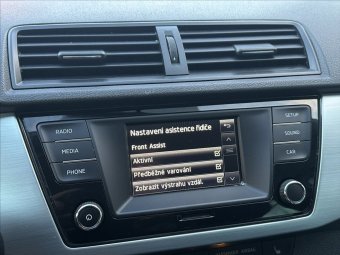 Nastavení asistence řidiče
Front Assist
Aktivní
Předběžné varování
Zobrazit výstrahu vzdál.
RADIO
MEDIA
PHONE
SETUP
SOUND
CAR